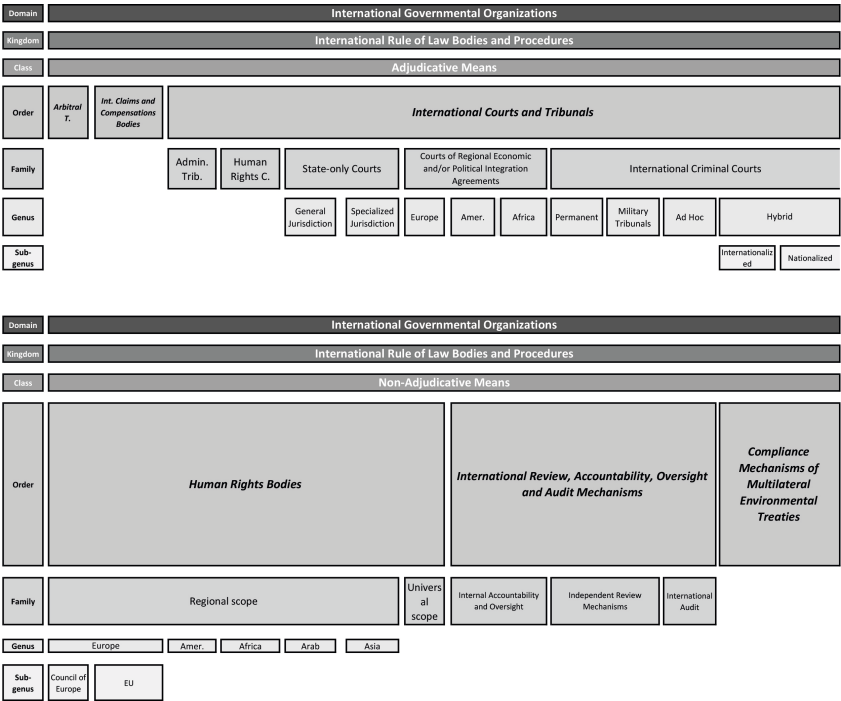 Domain
International Governmental Organizations
Kingdom
International Rule of Law Bodies and Procedures
Class
Adjudicative Means
Order
Arbitral
T.
Int. Claims and
Compensations
Bodies
International Courts and Tribunals
Family
Admin.
Trib.
Human
Rights C.
State-only Courts
Courts of Regional Economic
and/or Political Integration
Agreements
International Criminal Courts
Genus
General
Jurisdiction
Specialized
Jurisdiction
Europe
Amer.
Africa
Permanent
Military
Tribunals
Ad Hoc
Hybrid
Sub-
genus
Internationaliz
ed
Nationalized
Domain
International Governmental Organizations
Kingdom
International Rule of Law Bodies and Procedures
Class
Non-Adjudicative Means
Order
Human Rights Bodies
International Review, Accountability, Oversight
and Audit Mechanisms
Compliance
Mechanisms of
Multilateral
Environmental
Treaties
Family
Regional scope
Univers
al
scope
Internal Accountability
and Oversight
Independent Review
Mechanisms
International
Audit
Genus
Europe
Amer.
Africa
Arab
Asia
Sub-
genus
Council of
Europe
EU